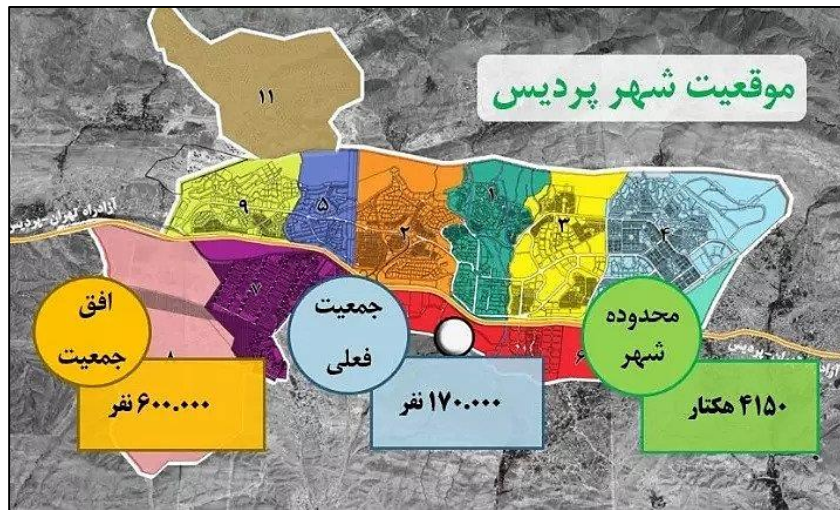 موقعیت شهر پردیس
۱۱
آزادراه تهران-پردیس
۹
۵
۲
۱
۳
۴
۷
۸
۶
افق
جمعیت
۶۰۰.۰۰۰ نفر
جمعیت
فعلی
۱۷۰.۰۰۰ نفر
محدوده
شهر
۴۱۵۰ هکتار